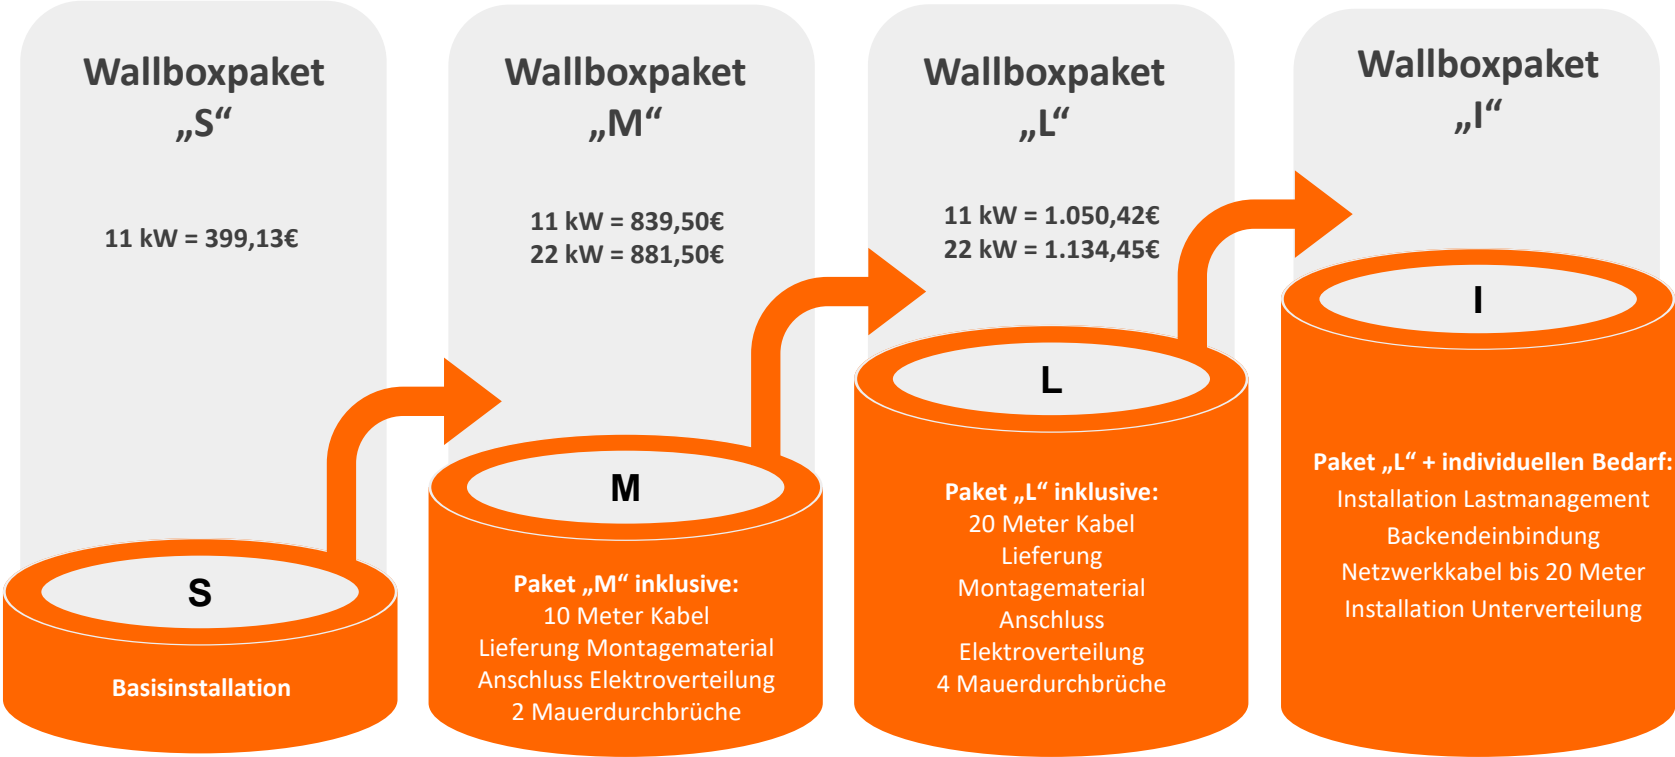 Wallboxpaket
„S“
11 kW = 399,13€
S
Basisinstallation
Wallboxpaket
„M“
11 kW = 839,50€
22 kW = 881,50€
M
Paket „M“ inklusive:
10 Meter Kabel
Lieferung Montagematerial
Anschluss Elektroverteilung
2 Mauerdurchbrüche
Wallboxpaket
„L“
11 kW = 1.050,42€
22 kW = 1.134,45€
L
Paket „L“ inklusive:
20 Meter Kabel
Lieferung
Montagematerial
Anschluss
Elektroverteilung
4 Mauerdurchbrüche
Wallboxpaket
„I“
I
Paket „L“ + individuellen Bedarf:
Installation Lastmanagement
Backendeinbindung
Netzwerkkabel bis 20 Meter
Installation Unterverteilung